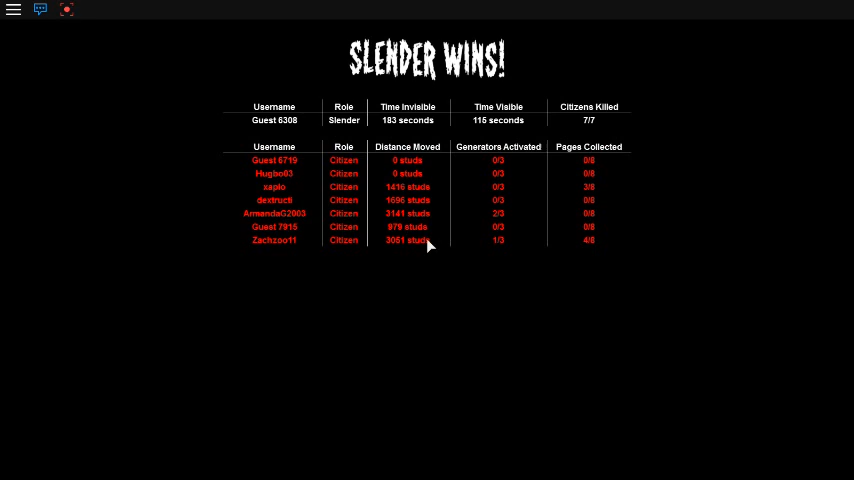 SLENDER WINS!
Username Role Time Invisible Time Visible Citizens Killed
Guest 6308 Slender 183 seconds 115 seconds 7/7
Username Role Distance Moved Generators Activated Pages Collected
Guest 6719 Citizen 0 studs 0/3 0/8
Hugbo03 Citizen 0 studs 0/3 0/8
xapio Citizen 1416 studs 0/3 3/8
dextructi Citizen 1696 studs 0/3 0/8
ArmandaG2003 Citizen 3141 studs 2/3 0/8
Guest 7915 Citizen 979 studs 0/3 0/8
Zachzoo11 Citizen 3051 studs 1/3 4/8